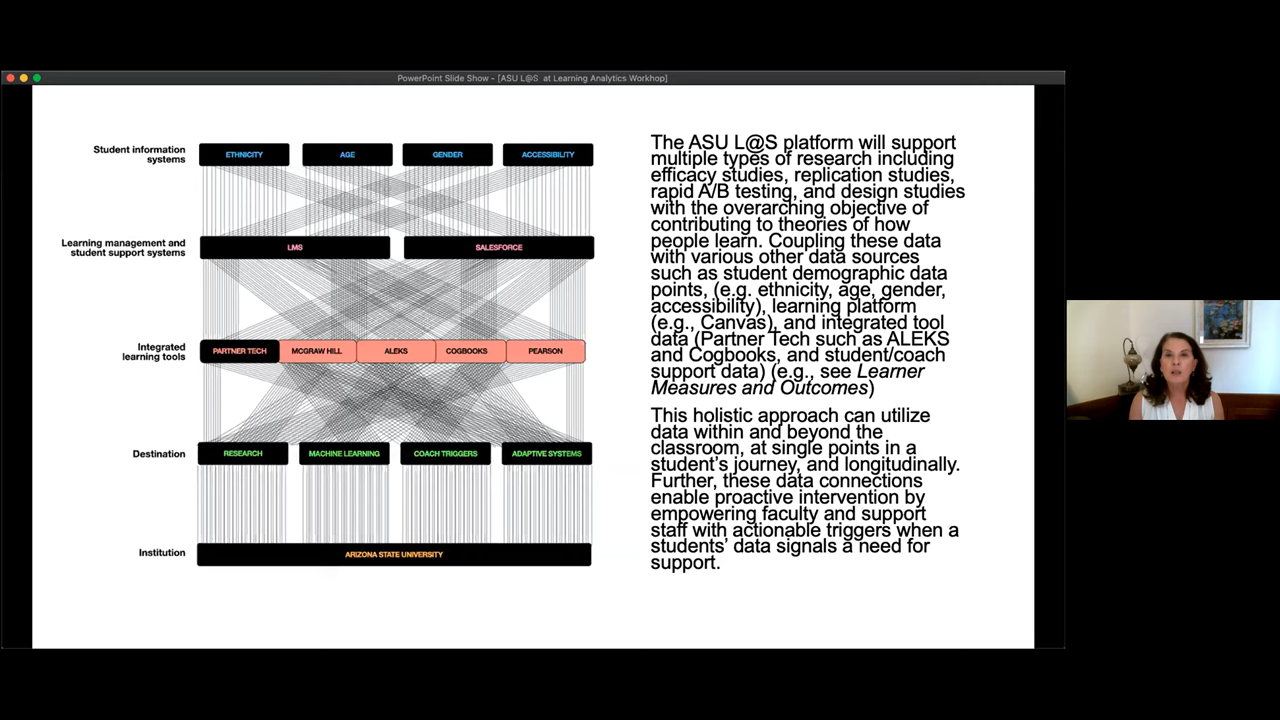 PowerPoint Slide Show - [ASU L@S at Learning Analytics Workhop]
Student information
systems
ETHNICITY
AGE
GENDER
ACCESSIBILITY
Learning management and
student support systems
LMS
SALESFORCE
Integrated
learning tools
PARTNER TECH
MCGRAW HILL
ALEKS
COGBOOKS
PEARSON
Destination
RESEARCH
MACHINE LEARNING
COACH TRIGGERS
ADAPTIVE SYSTEMS
Institution
ARIZONA STATE UNIVERSITY
The ASU L@S platform will support
multiple types of research including
efficacy studies, replication studies,
rapid A/B testing, and design studies
with the overarching objective of
contributing to theories of how
people learn. Coupling these data
with various other data sources
such as student demographic data
points, (e.g. ethnicity, age, gender,
accessibility), learning platform
(e.g., Canvas), and integrated tool
data (Partner Tech such as ALEKS
and Cogbooks, and student/coach
support data) (e.g., see Learner
Measures and Outcomes)
This holistic approach can utilize
data within and beyond the
classroom, at single points in a
student's journey, and longitudinally.
Further, these data connections
enable proactive intervention by
empowering faculty and support
staff with actionable triggers when a
students' data signals a need for
support.